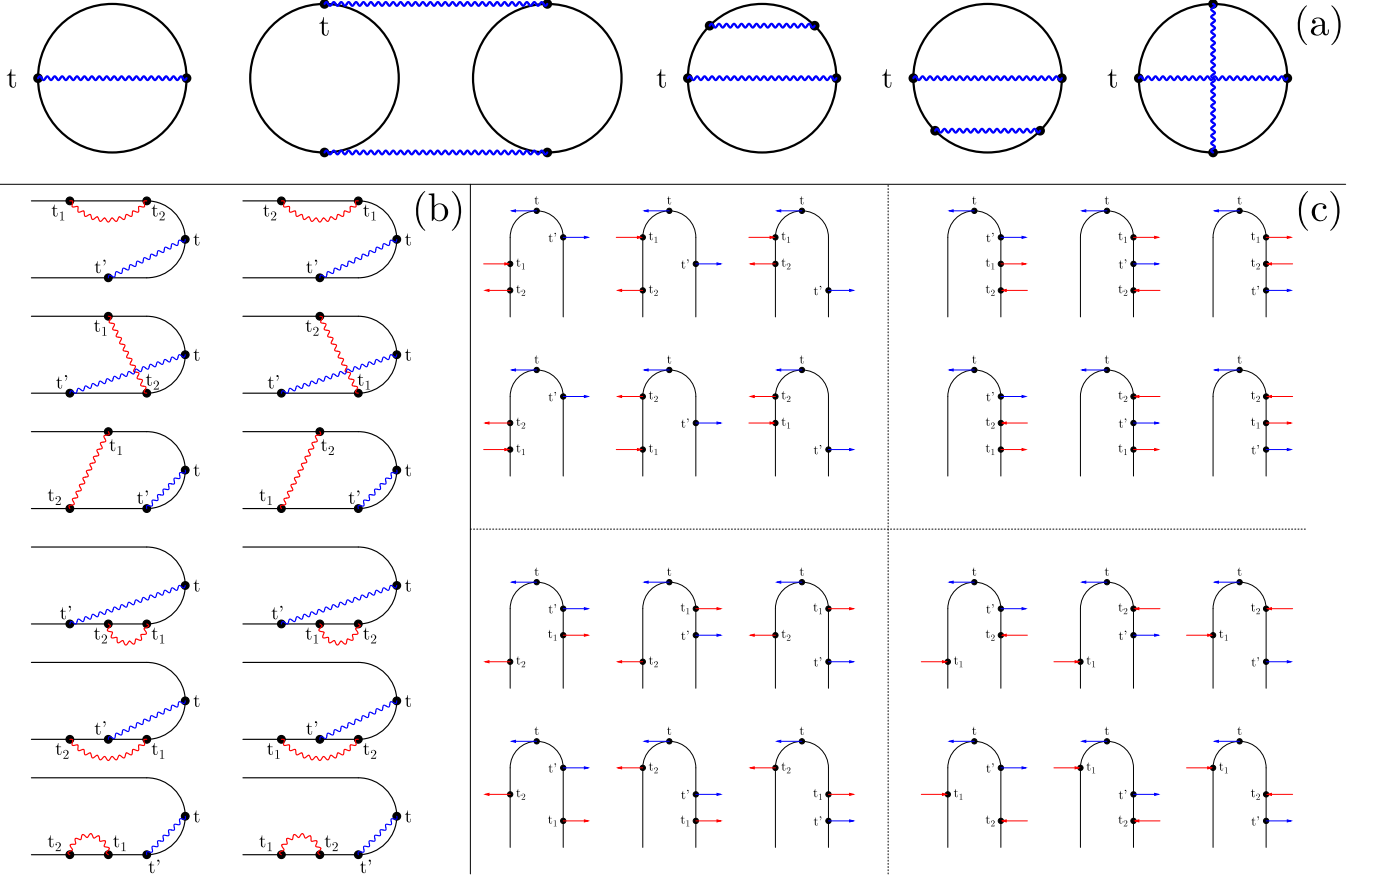 (a)
t t t t t
(b)
t₁ t₂ t₂ t₁
t t
t' t'
t₁ t₂
t t
t' t₂ t' t₁
t₁ t₂
t t
t₂ t' t₁ t'
t t
t' t'
t₂ t₁ t₁ t₂
t t
t' t'
t₂ t₁ t₁ t₂
t t
t₂ t₁ t₁ t₂
t' t'
(c)
t t t
t' t₁ t₁
t₁ t' t₂
t₂ t₂ t'
t t t
t' t₁ t₁
t₁ t' t₂
t₂ t₂ t'
t t t
t' t₂ t₂
t₂ t' t₁
t₁ t₁ t'
t t t
t' t₂ t₂
t₂ t' t₁
t₁ t₁ t'
t t t
t' t₁ t₁
t₁ t' t₂
t₂ t₂ t'
t t t
t' t₂ t₂
t₂ t' t₁
t₁ t₁ t'
t t t
t' t₂ t₂
t₂ t' t₁
t₁ t₁ t'
t t t
t' t₁ t₁
t₁ t' t₂
t₂ t₂ t'